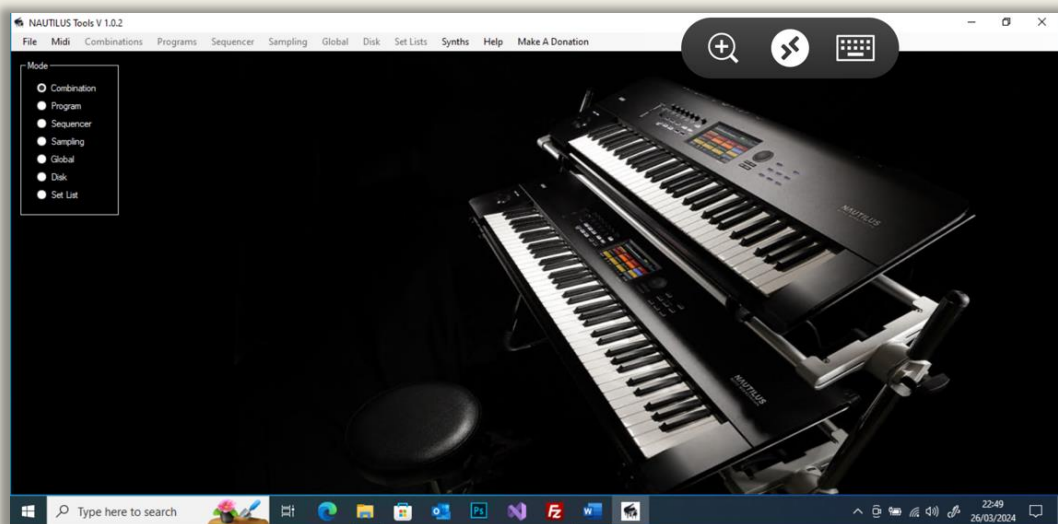 NAUTILUS Tools V 1.0.2
File Midi Combinations Programs Sequencer Sampling Global Disk Set Lists Synths Help Make A Donation
Mode
Combination
Program
Sequencer
Sampling
Global
Disk
Set List
NAUTILUS
NAUTILUS
Type here to search
Ps
Fz
W
22:49
26/03/2024